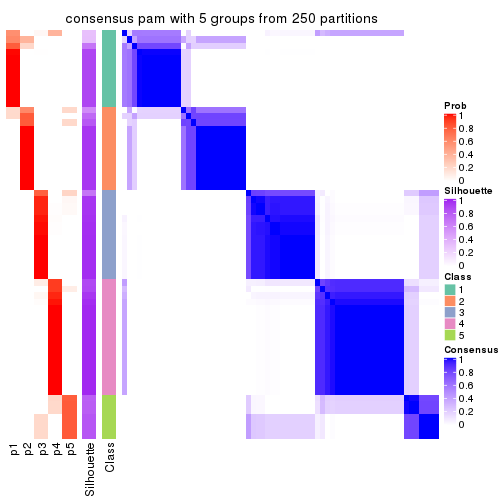 consensus pam with 5 groups from 250 partitions
Prob
1
0.8
0.6
0.4
0.2
0
Silhouette
1
0.8
0.6
0.4
0.2
0
Class
1
2
3
4
5
Consensus
1
0.8
0.6
0.4
0.2
0
p1
p2
p3
p4
p5
Silhouette
Class